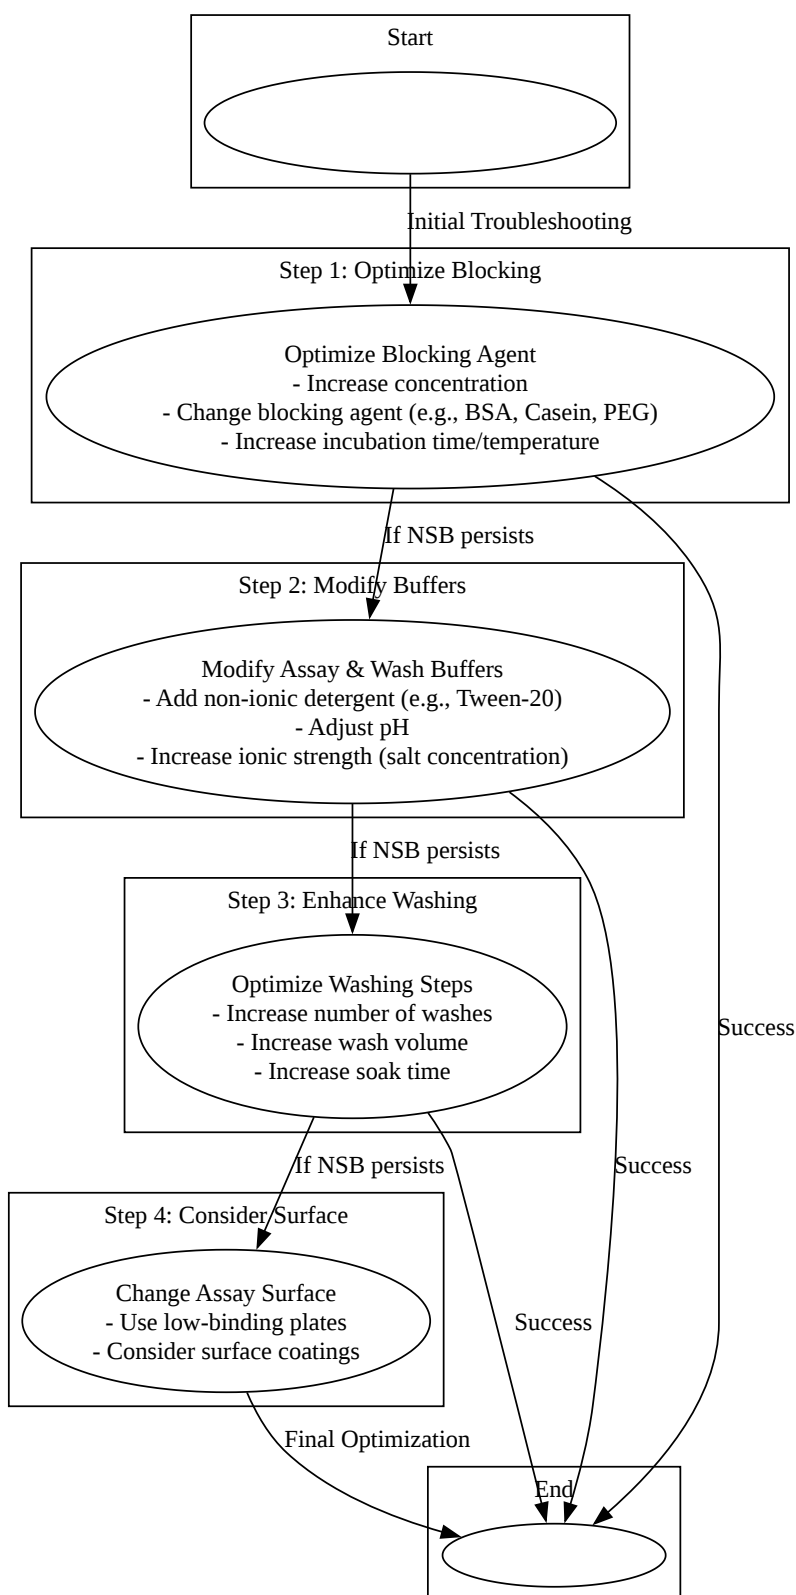 Start
Initial Troubleshooting
Step 1: Optimize Blocking
Optimize Blocking Agent
- Increase concentration
- Change blocking agent (e.g., BSA, Casein, PEG)
- Increase incubation time/temperature
If NSB persists
Step 2: Modify Buffers
Modify Assay & Wash Buffers
- Add non-ionic detergent (e.g., Tween-20)
- Adjust pH
- Increase ionic strength (salt concentration)
If NSB persists
Step 3: Enhance Washing
Optimize Washing Steps
- Increase number of washes
- Increase wash volume
- Increase soak time
Success
If NSB persists
Success
Step 4: Consider Surface
Change Assay Surface
- Use low-binding plates
- Consider surface coatings
Success
Final Optimization
End